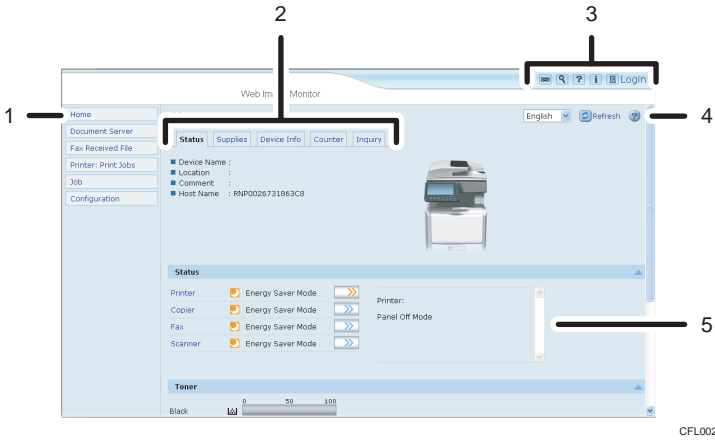 2
3
Login
Web Im Monitor
1
Home
English
Refresh
4
Document Server
Status Supplies Device Info Counter Inquiry
Fax Received File
Printer: Print Jobs
Device Name :
Location :
Job
Comment :
Configuration
Host Name : RNP0026731863C8
Status
Printer Energy Saver Mode
Printer:
Copier Energy Saver Mode
Panel Off Mode
Fax Energy Saver Mode
5
Scanner Energy Saver Mode
Toner
0 50 100
Black
CFL002